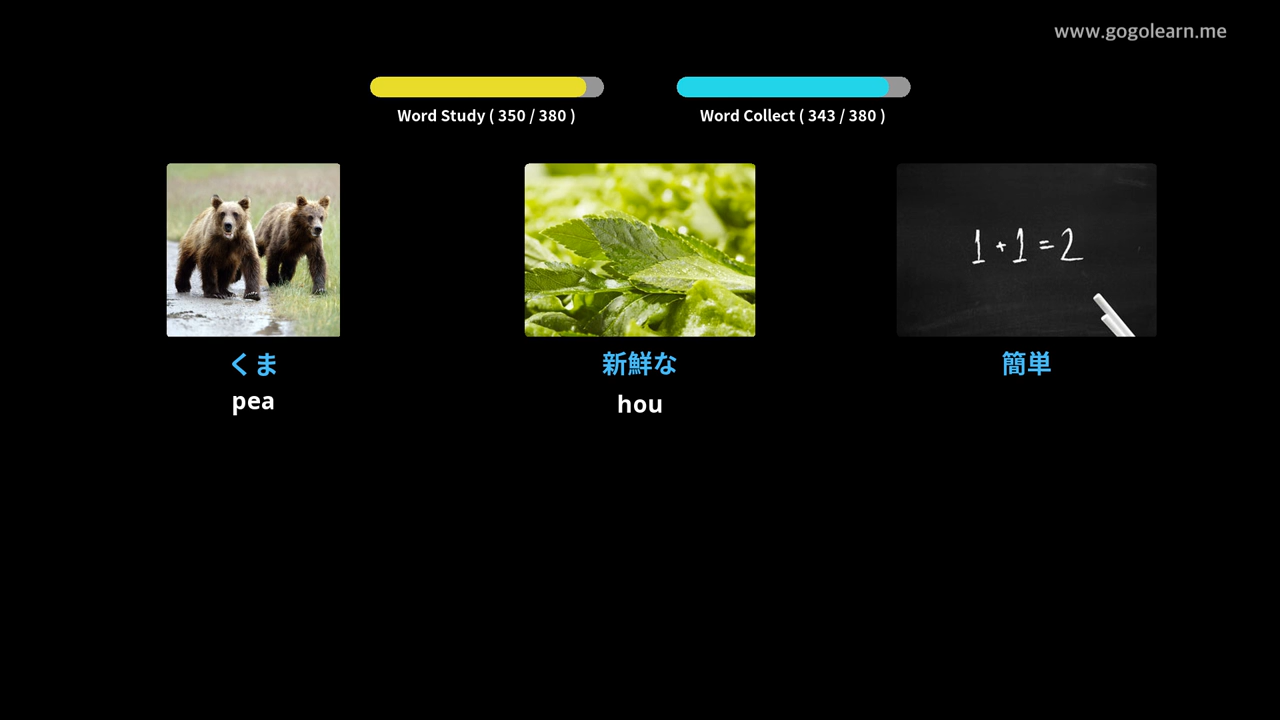 www.gogolearn.me
Word Study ( 350 / 380 )
Word Collect ( 343 / 380 )
1+1=2
くま
新鮮な
簡単
pea
hou